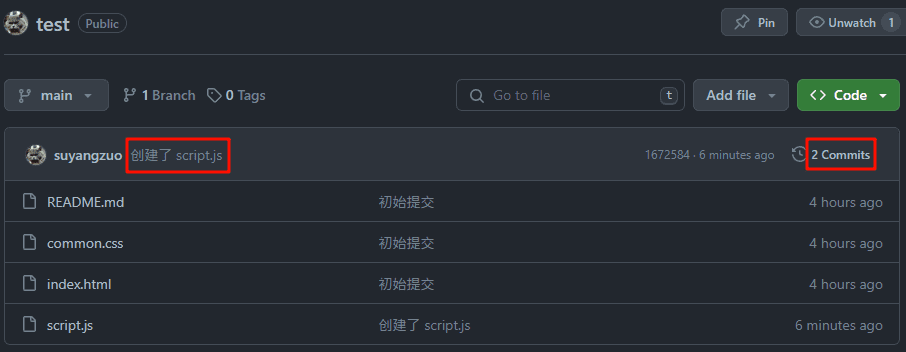 test Public Pin Unwatch 1
main 1 Branch 0 Tags Go to file t Add file Code
suyangzuo 创建了 script.js 1672584 · 6 minutes ago 2 Commits
README.md 初始提交 4 hours ago
common.css 初始提交 4 hours ago
index.html 初始提交 4 hours ago
script.js 创建了 script.js 6 minutes ago